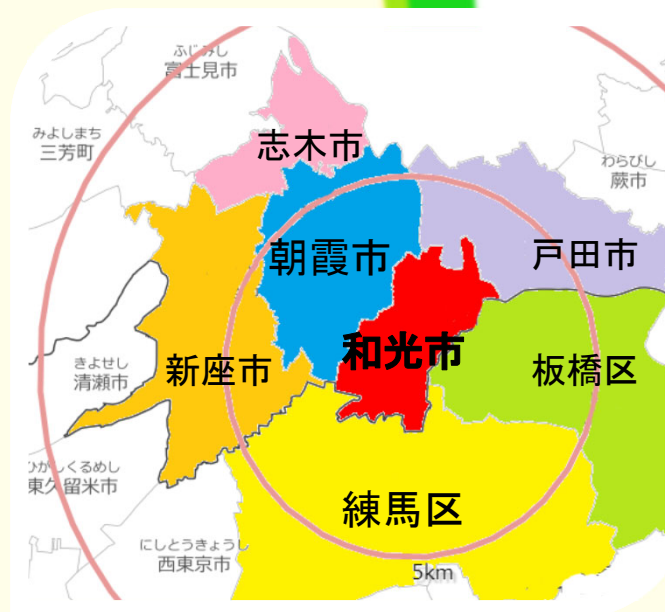 ふじみし
富士見市
みよしまち
三芳町
志木市
わらびし
蕨市
朝霞市
戸田市
和光市
きよせし
清瀬市
新座市
板橋区
ひがしくるめし
東久留米市
練馬区
にしとうきょうし
西東京市
5km